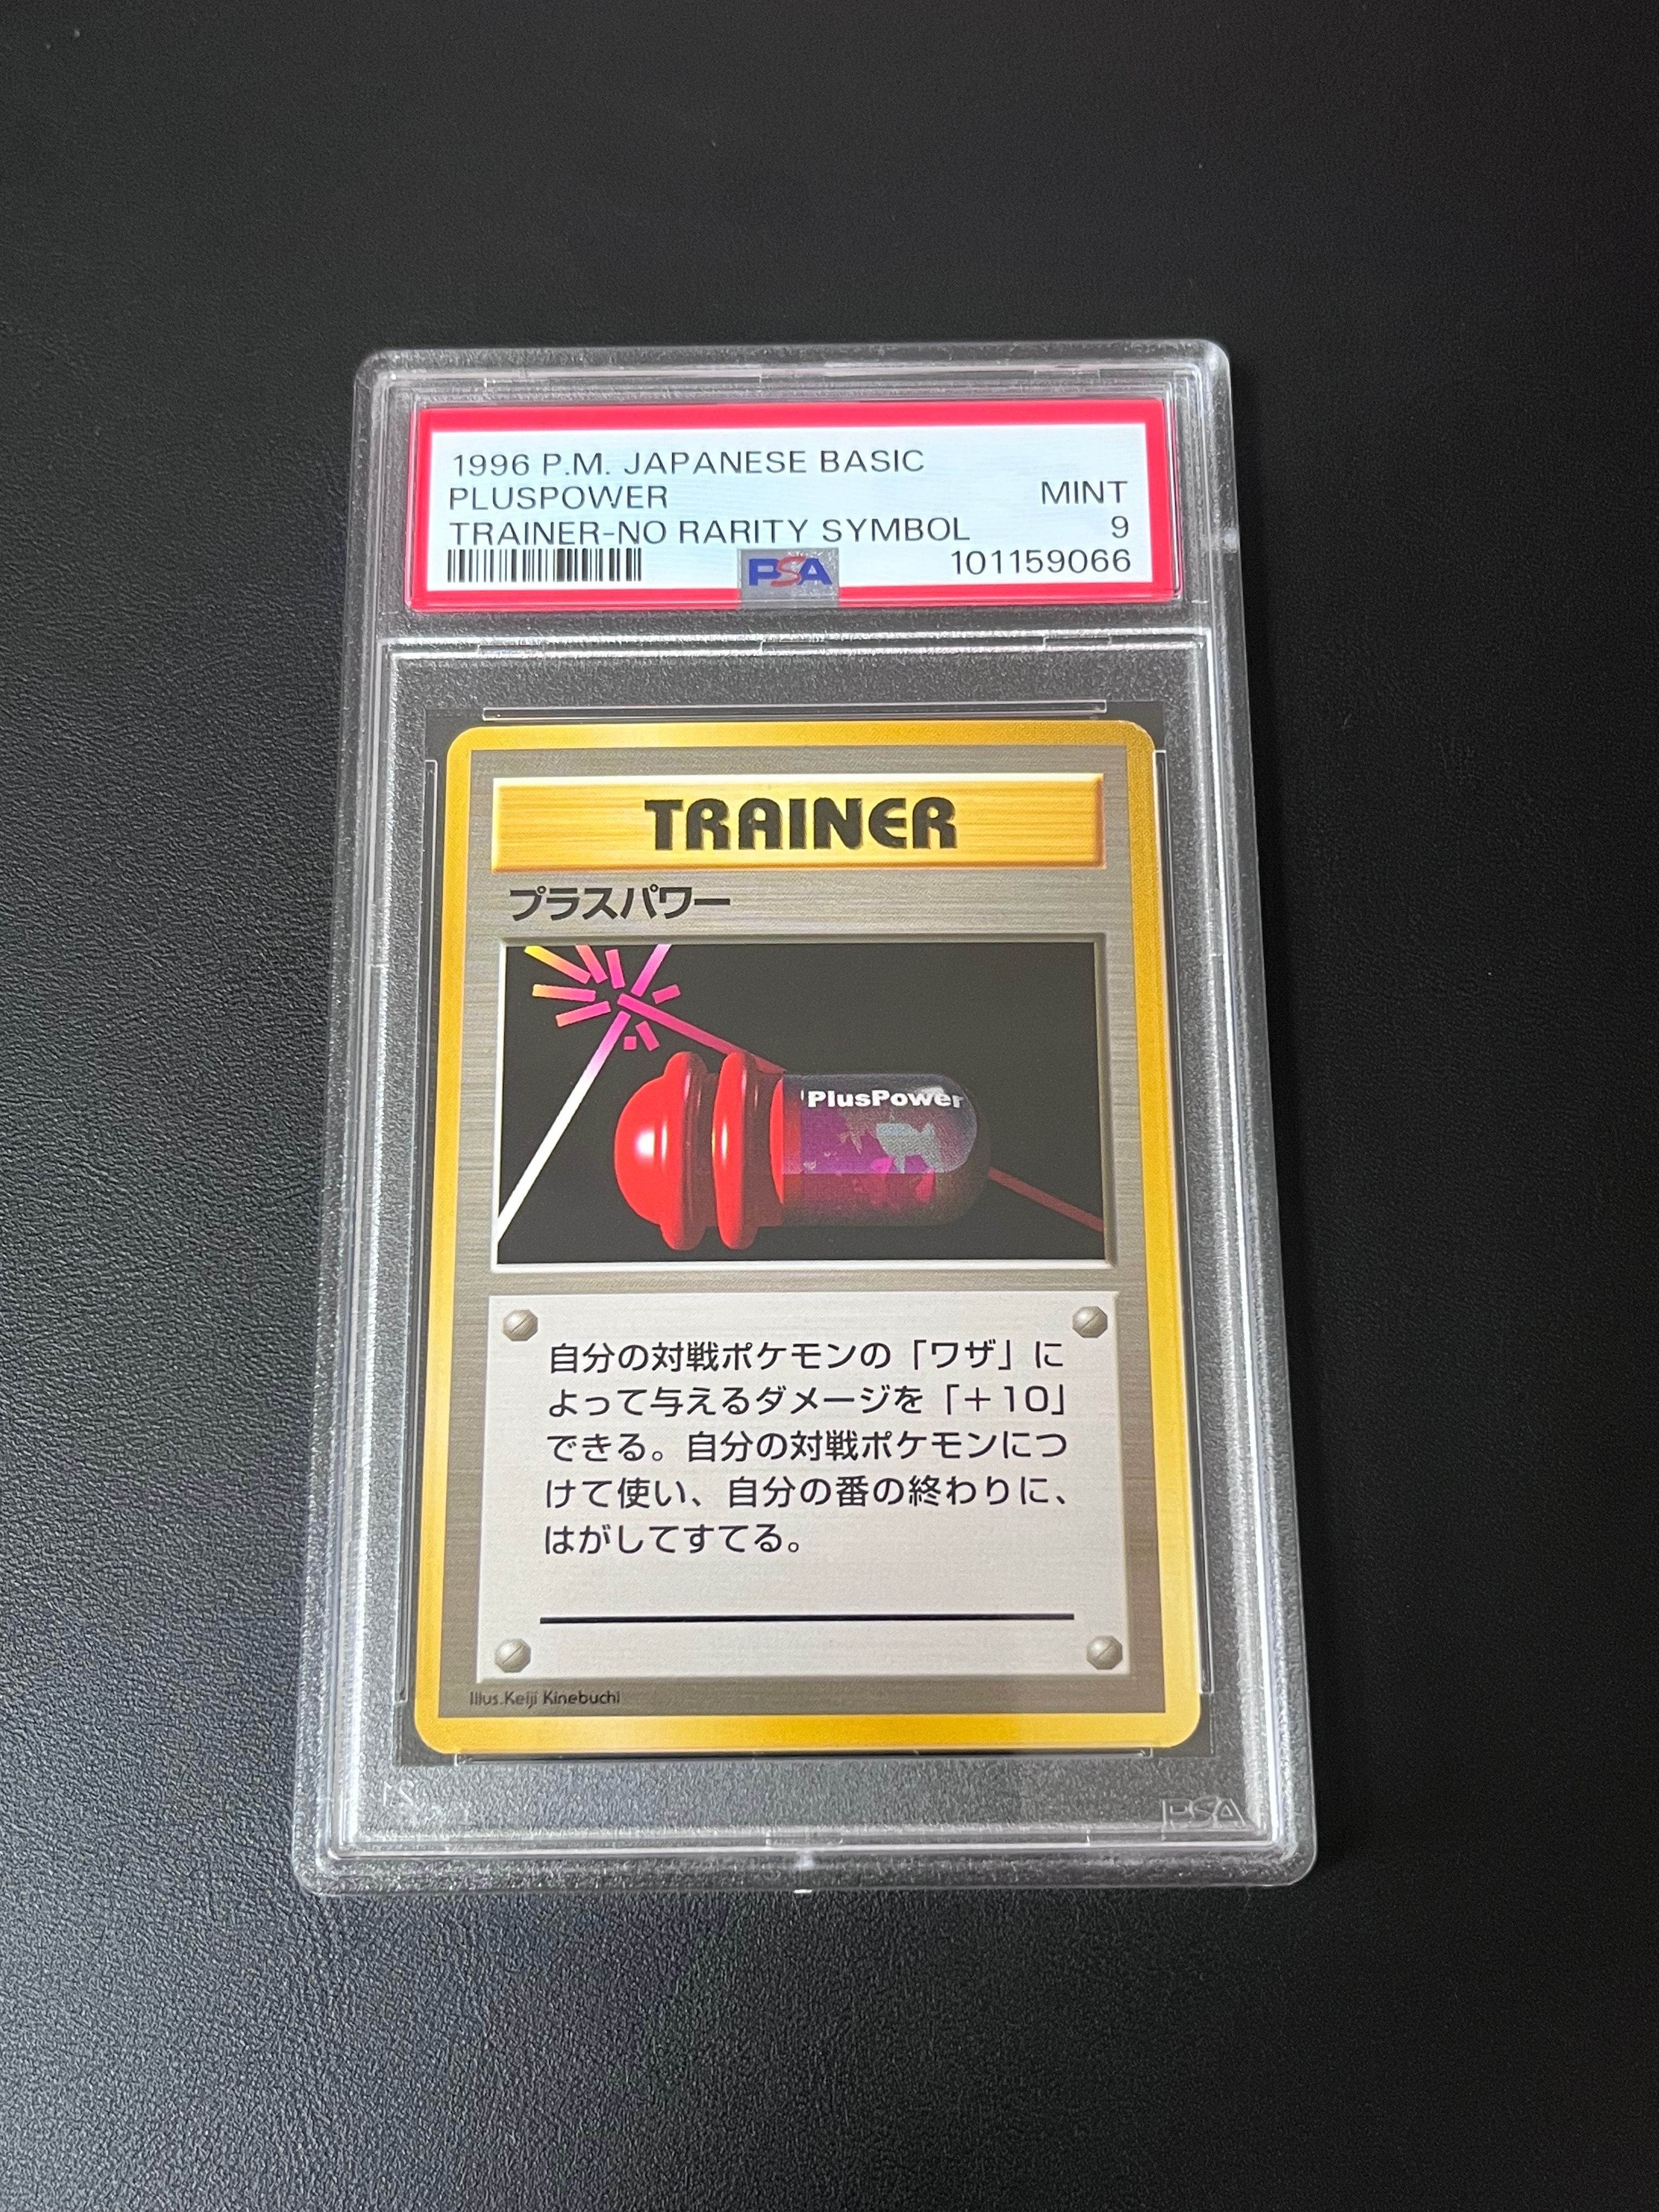 1996 P.M. JAPANESE BASIC
PLUSPOWER MINT
TRAINER-NO RARITY SYMBOL 9
PSA 101159066
TRAINER
プラスパワー
PlusPower
自分の対戦ポケモンの「ワザ」に
よって与えるダメージを「＋10」
できる。自分の対戦ポケモンにつ
けて使い、自分の番の終わりに、
はがしてすてる。
Illus.Keiji Kinebuchi
PSA